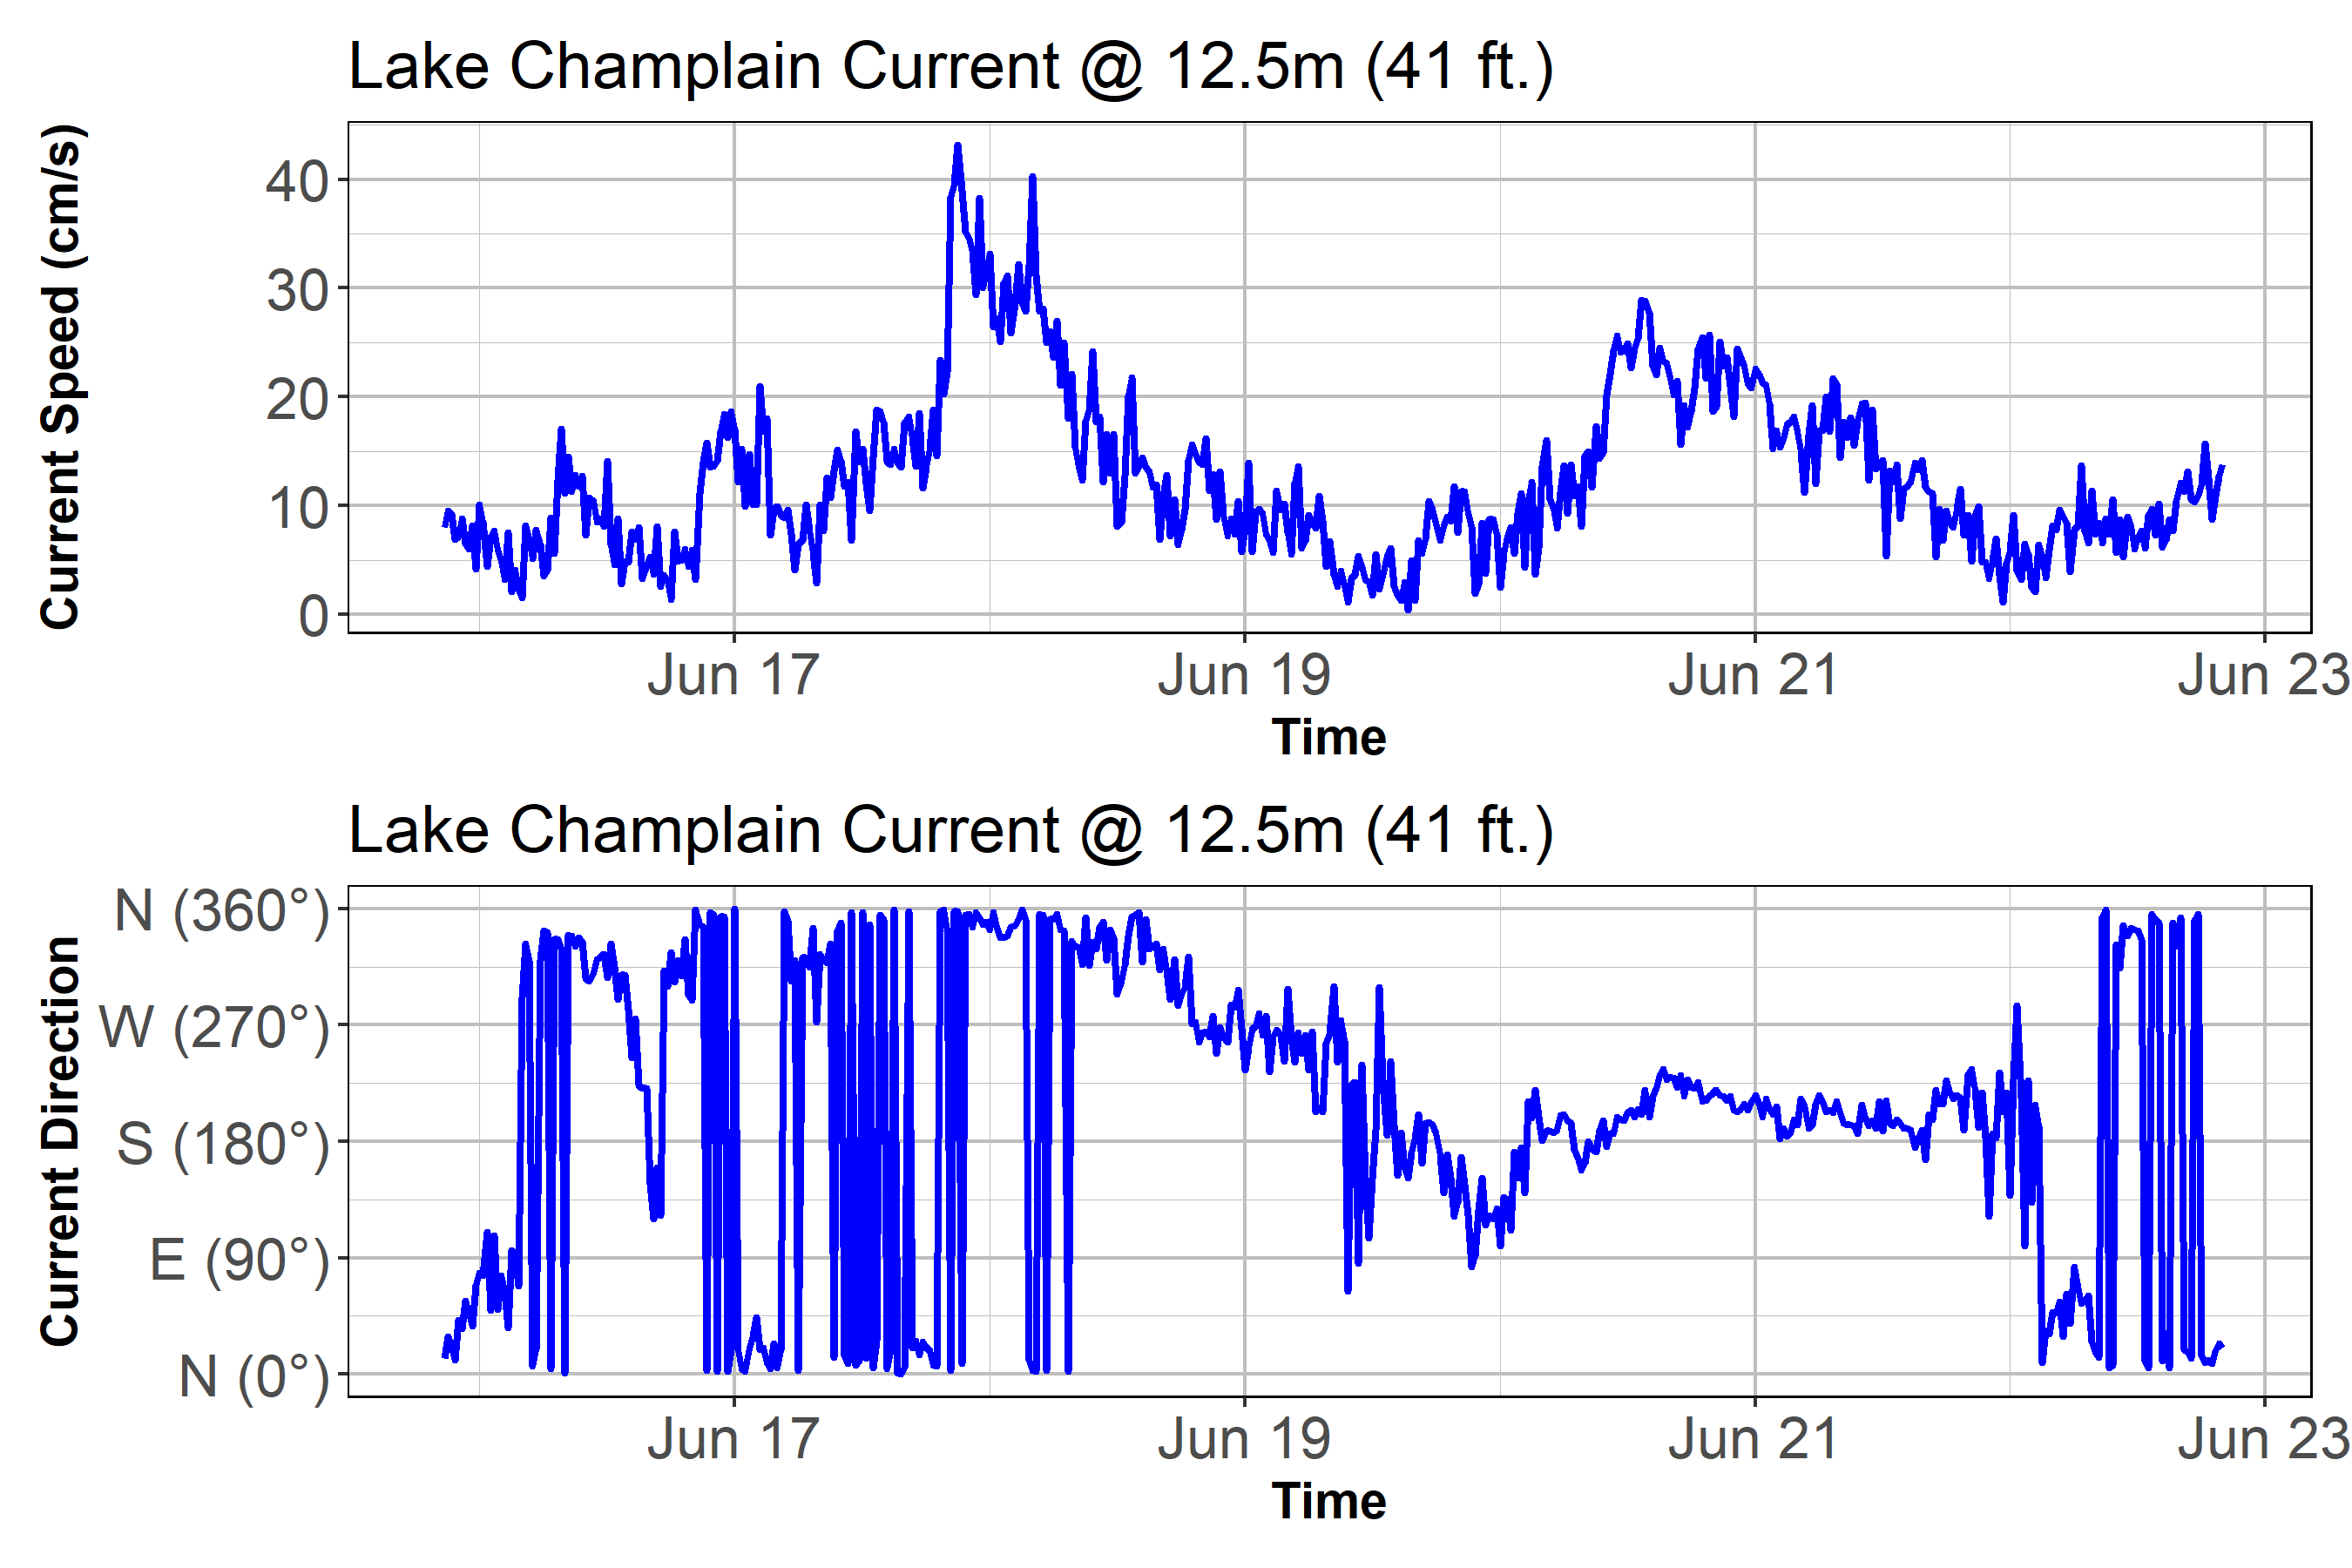 Lake Champlain Current @ 12.5m (41 ft.)
Current Speed (cm/s)
40
30
20
10
0
Jun 17 Jun 19 Jun 21 Jun 23
Time
Lake Champlain Current @ 12.5m (41 ft.)
Current Direction
N (360°)
W (270°)
S (180°)
E (90°)
N (0°)
Jun 17 Jun 19 Jun 21 Jun 23
Time